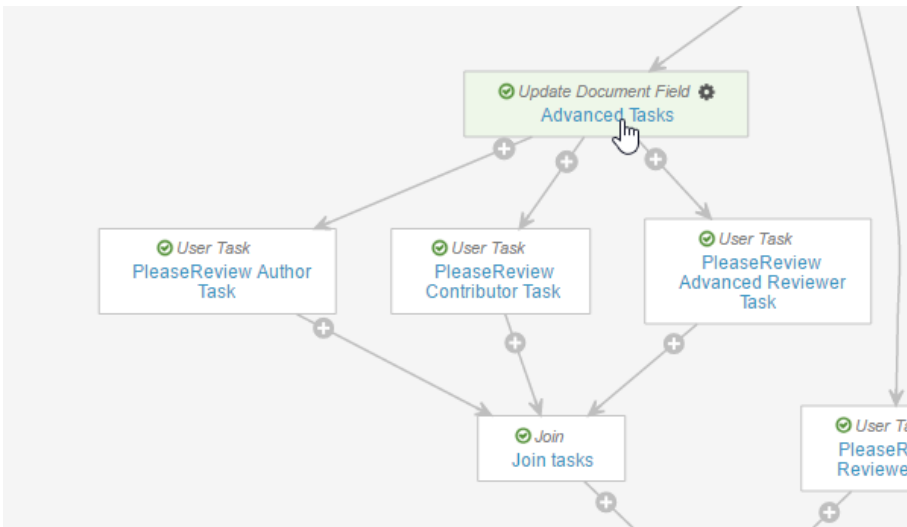 Update Document Field
Advanced Tasks
User Task
PleaseReview Author
Task
User Task
PleaseReview
Contributor Task
User Task
PleaseReview
Advanced Reviewer
Task
Join
Join tasks
User